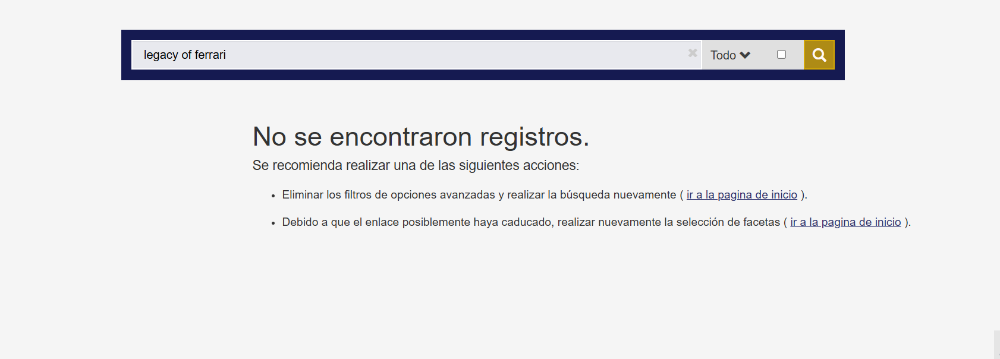 legacy of ferrari
Todo
No se encontraron registros.
Se recomienda realizar una de las siguientes acciones:
Eliminar los filtros de opciones avanzadas y realizar la búsqueda nuevamente ( ir a la pagina de inicio ).
Debido a que el enlace posiblemente haya caducado, realizar nuevamente la selección de facetas ( ir a la pagina de inicio ).